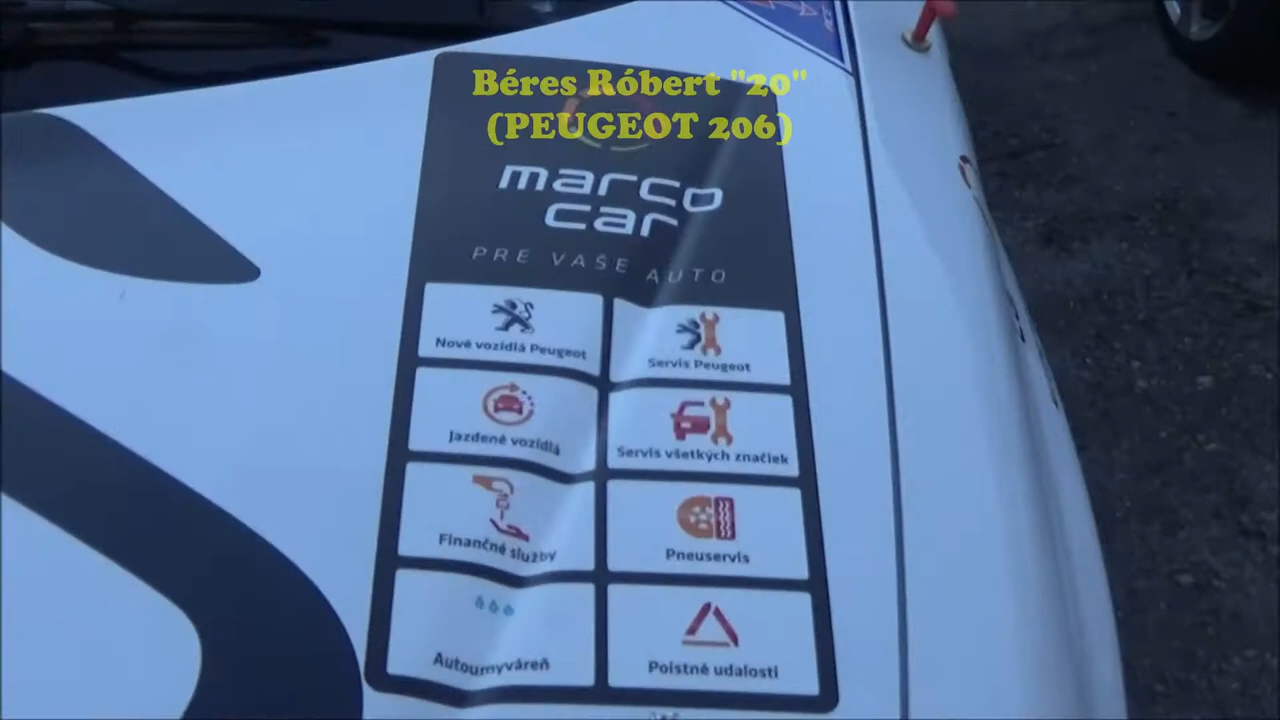 Béres Róbert "20"
(PEUGEOT 206)
marco
car
PRE VAŠE AUTO
Nové vozidlá Peugeot
Servis Peugeot
Jazdené vozidlá
Servis všetkých značiek
Finančné služby
Pneuservis
Autoumyváreň
Poistné udalosti